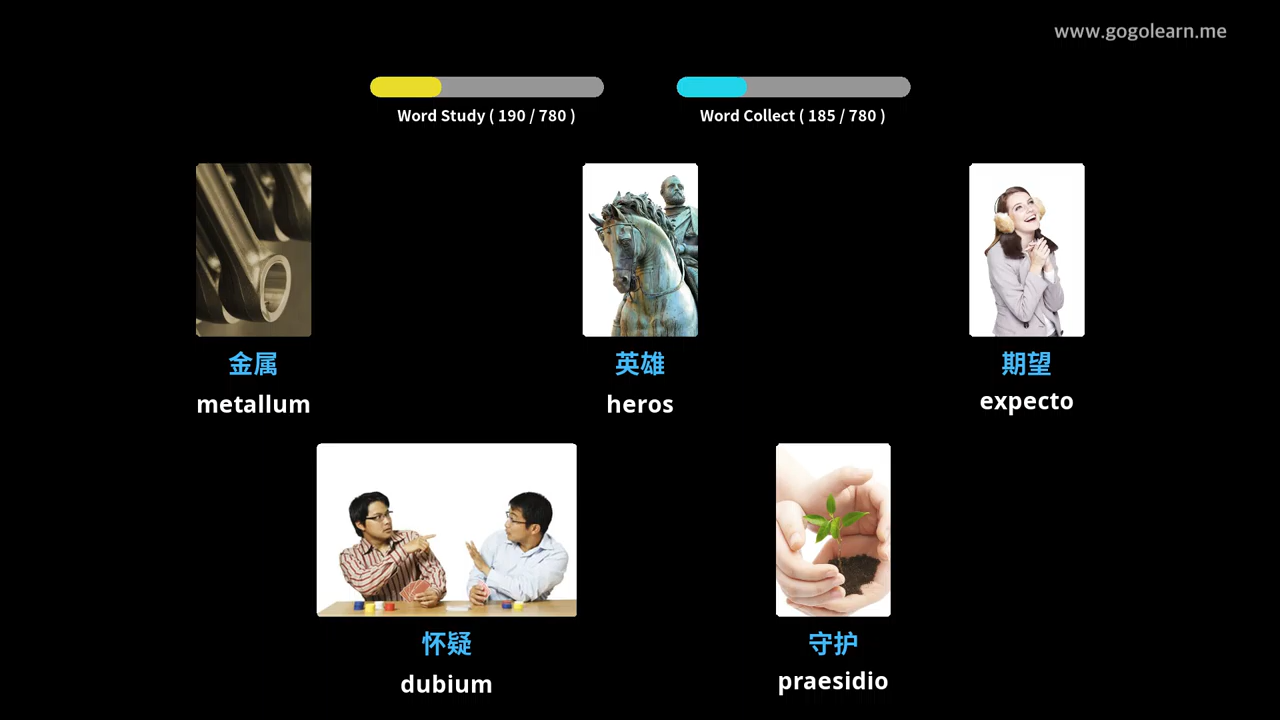 www.gogolearn.me
Word Study ( 190 / 780 )
Word Collect ( 185 / 780 )
金属
metallum
英雄
heros
期望
expecto
怀疑
dubium
守护
praesidio